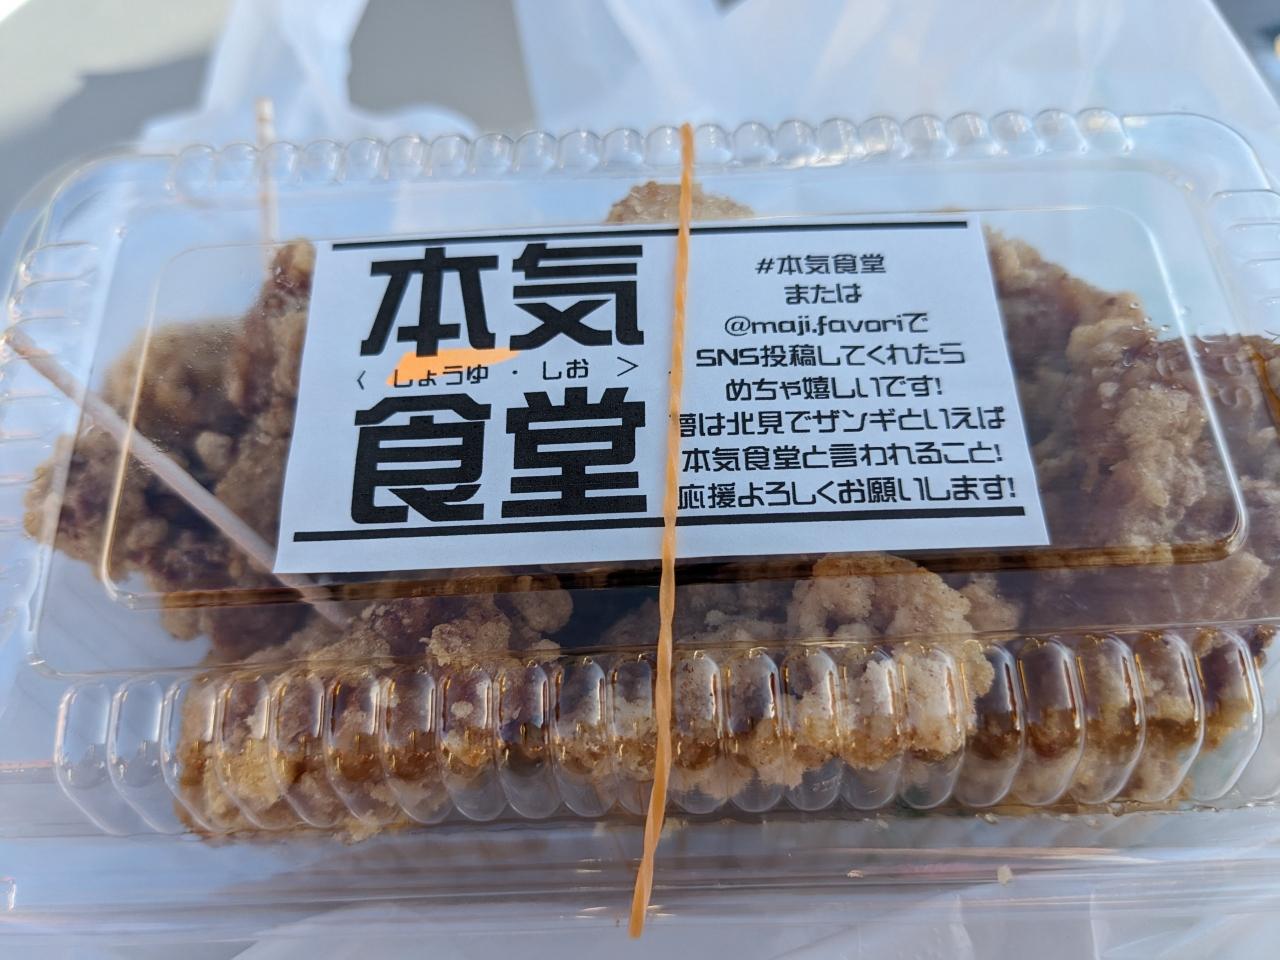 本気
〈 しょうゆ ・ しお 〉
食堂
#本気食堂
または
@maji.favoriで
SNS投稿してくれたら
めちゃ嬉しいです!
夢は北見でザンギといえば
本気食堂と言われること!
応援よろしくお願いします!